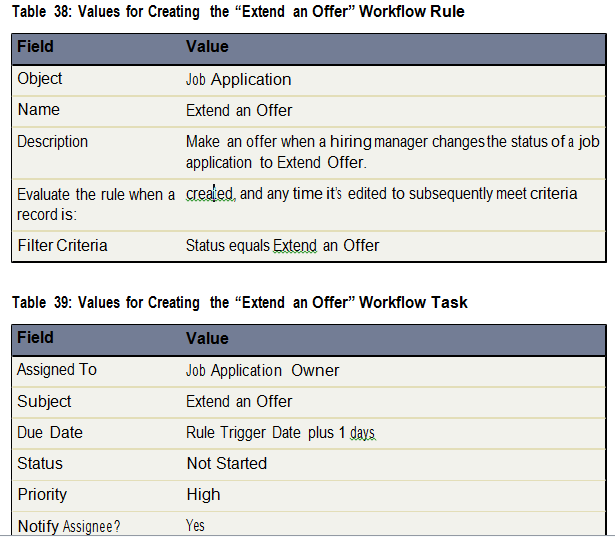 Table 38: Values for Creating the “Extend an Offer” Workflow Rule
Field Value
Object Job Application
Name Extend an Offer
Description Make an offer when a hiring manager changes the status of a job
application to Extend Offer.
Evaluate the rule when a created, and any time it's edited to subsequently meet criteria
record is:
Filter Criteria Status equals Extend an Offer
Table 39: Values for Creating the “Extend an Offer” Workflow Task
Field Value
Assigned To Job Application Owner
Subject Extend an Offer
Due Date Rule Trigger Date plus 1 days
Status Not Started
Priority High
Notify Assignee? Yes